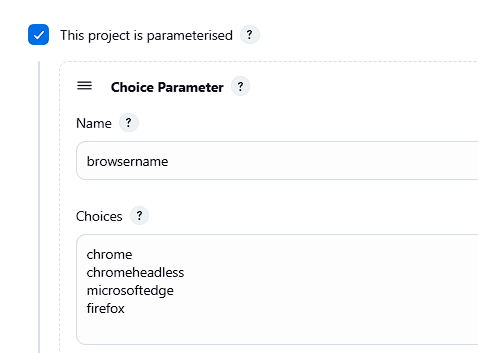 This project is parameterised ?
Choice Parameter ?
Name ?
browsername
Choices ?
chrome
chromeheadless
microsoftedge
firefox